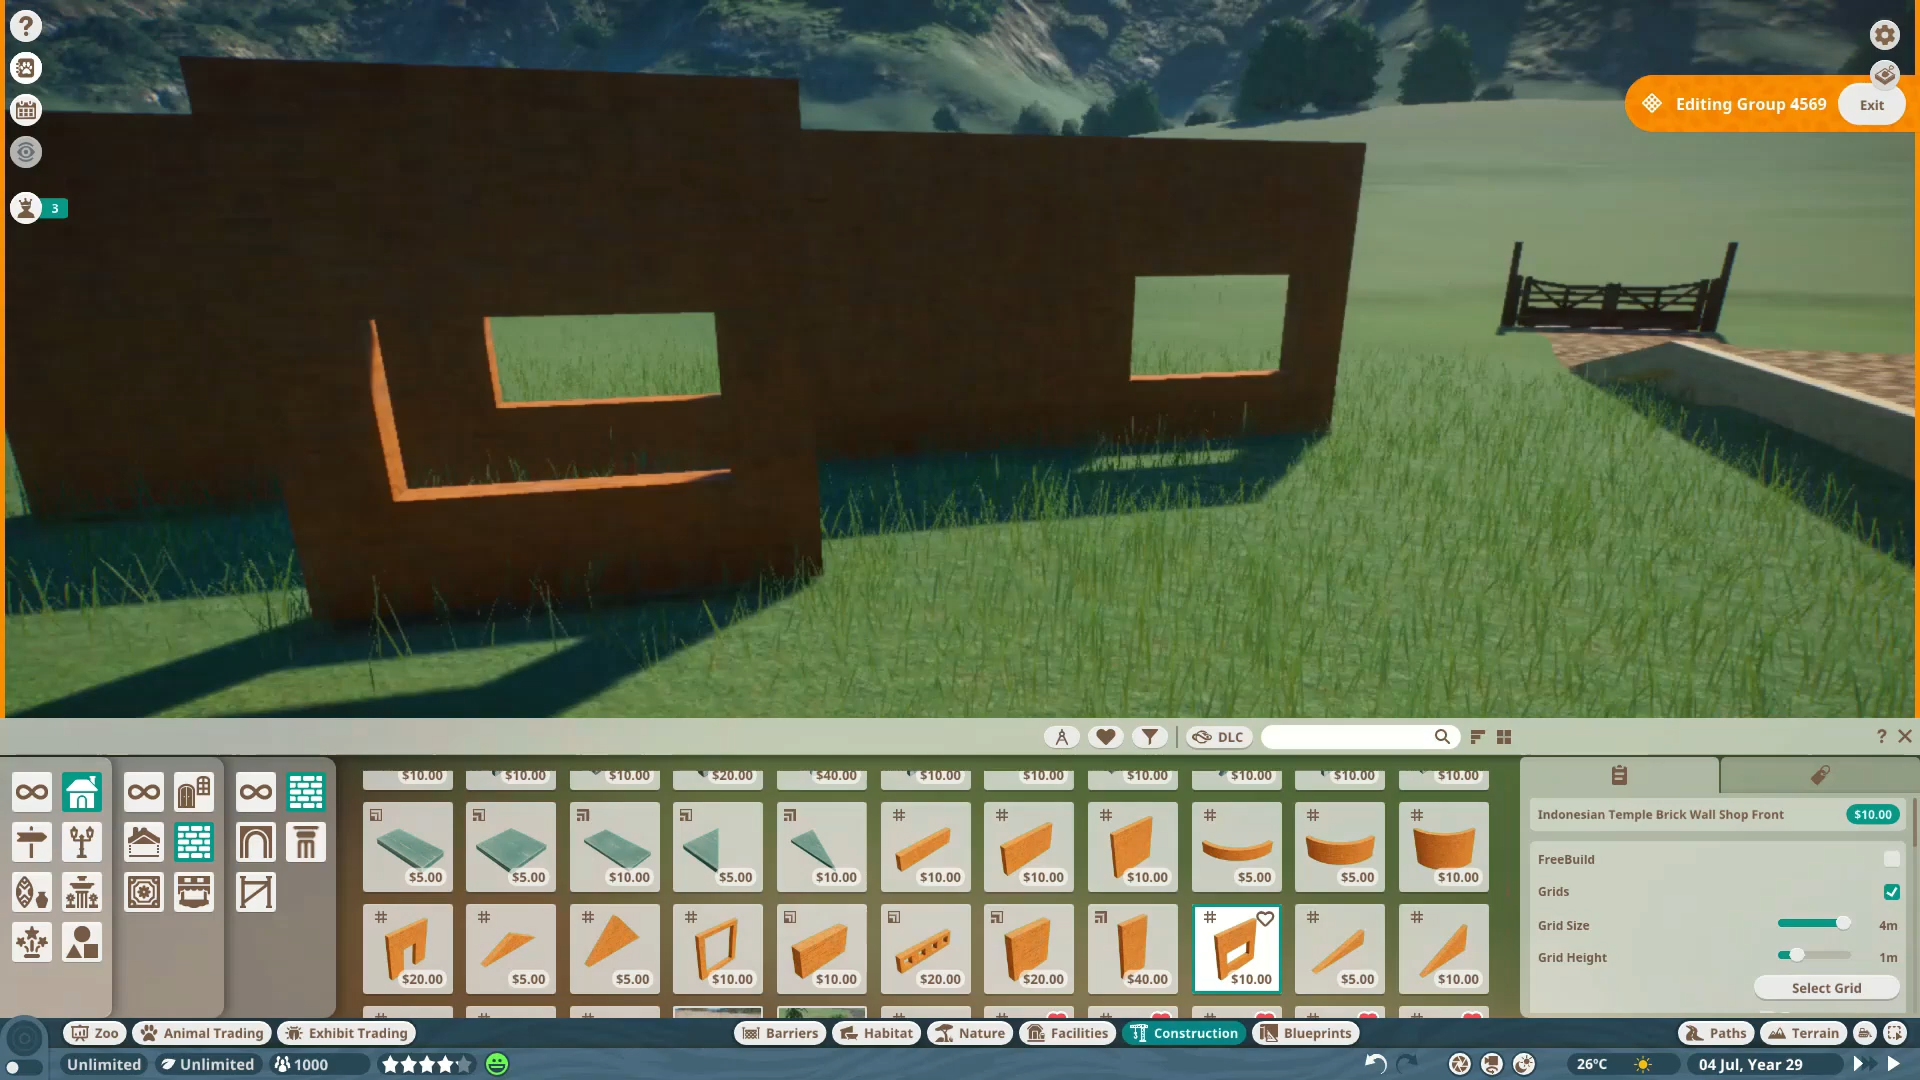 ?
Editing Group 4569
Exit
3
DLC
?
$10.00 $10.00 $10.00 $20.00 $40.00 $10.00 $10.00 $10.00 $10.00 $10.00 $10.00
$5.00 $5.00 $10.00 $5.00 $10.00 $10.00 $10.00 $10.00 $5.00 $5.00 $10.00
$20.00 $5.00 $5.00 $10.00 $10.00 $20.00 $20.00 $40.00 $10.00 $5.00 $10.00
Indonesian Temple Brick Wall Shop Front $10.00
FreeBuild
Grids
Grid Size 4m
Grid Height 1m
Select Grid
Zoo Animal Trading Exhibit Trading Barriers Habitat Nature Facilities Construction Blueprints Paths Terrain
Unlimited Unlimited 1000 26°C 04 Jul, Year 29